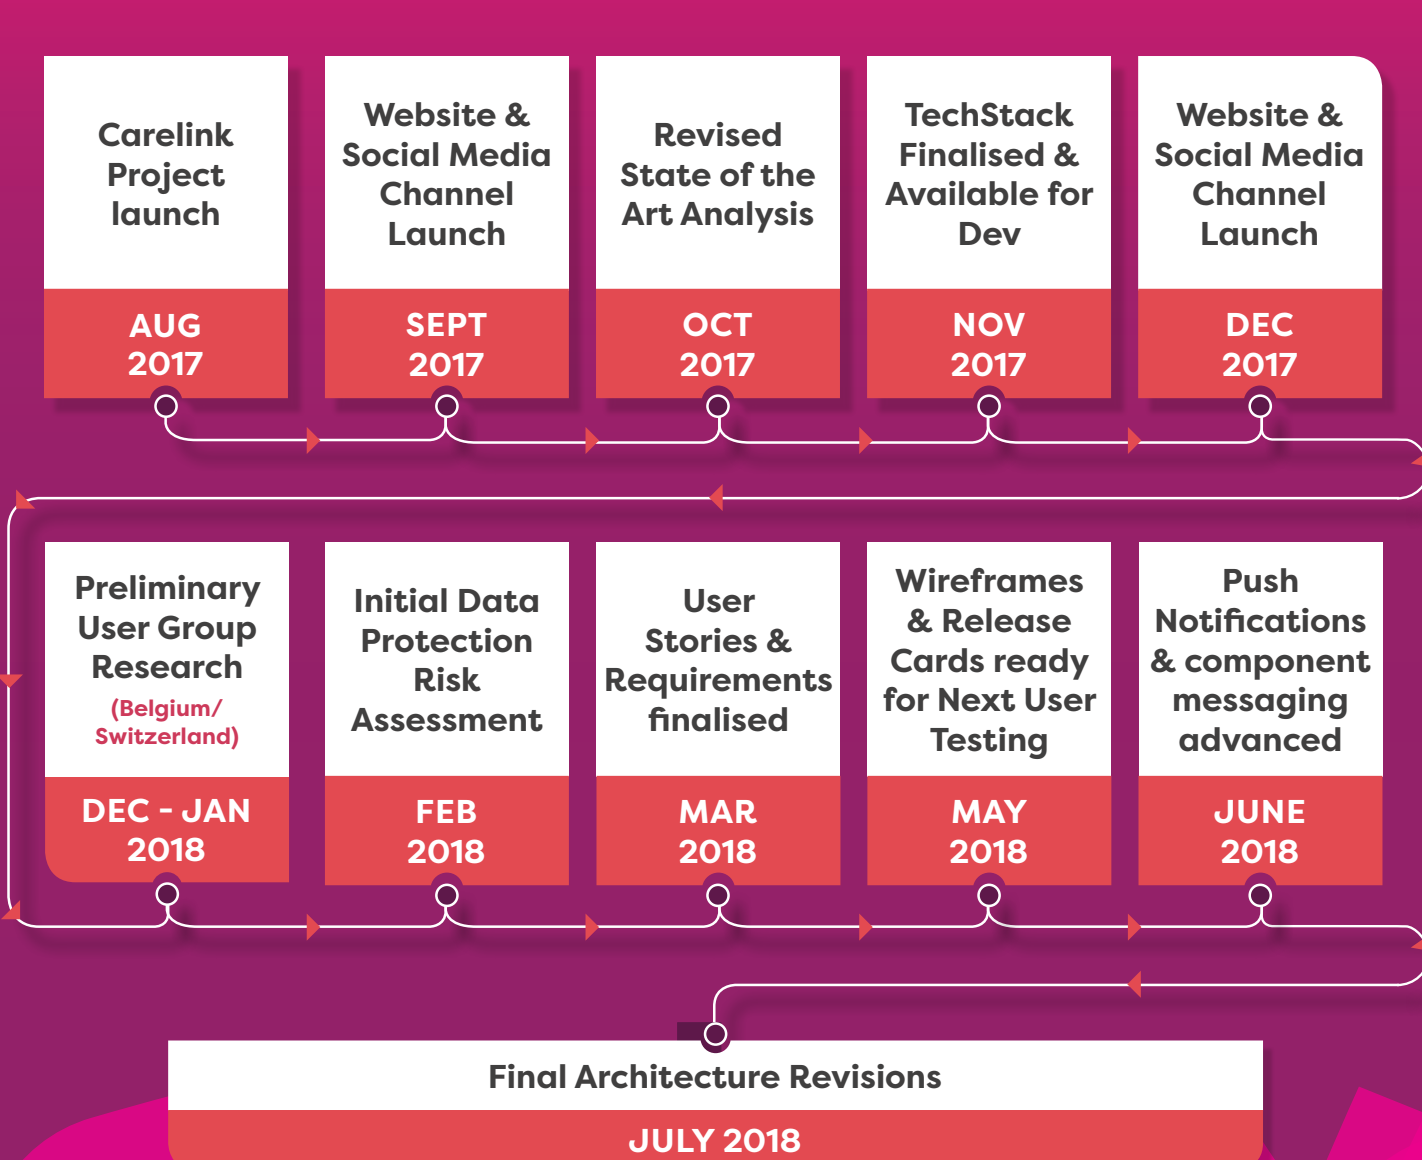 Carelink
Project
launch
AUG
2017
Website &
Social Media
Channel
Launch
SEPT
2017
Revised
State of the
Art Analysis
OCT
2017
TechStack
Finalised &
Available for
Dev
NOV
2017
Website &
Social Media
Channel
Launch
DEC
2017
Preliminary
User Group
Research
(Belgium/
Switzerland)
DEC - JAN
2018
Initial Data
Protection
Risk
Assessment
FEB
2018
User
Stories &
Requirements
finalised
MAR
2018
Wireframes
& Release
Cards ready
for Next User
Testing
MAY
2018
Push
Notifications
& component
messaging
advanced
JUNE
2018
Final Architecture Revisions
JULY 2018